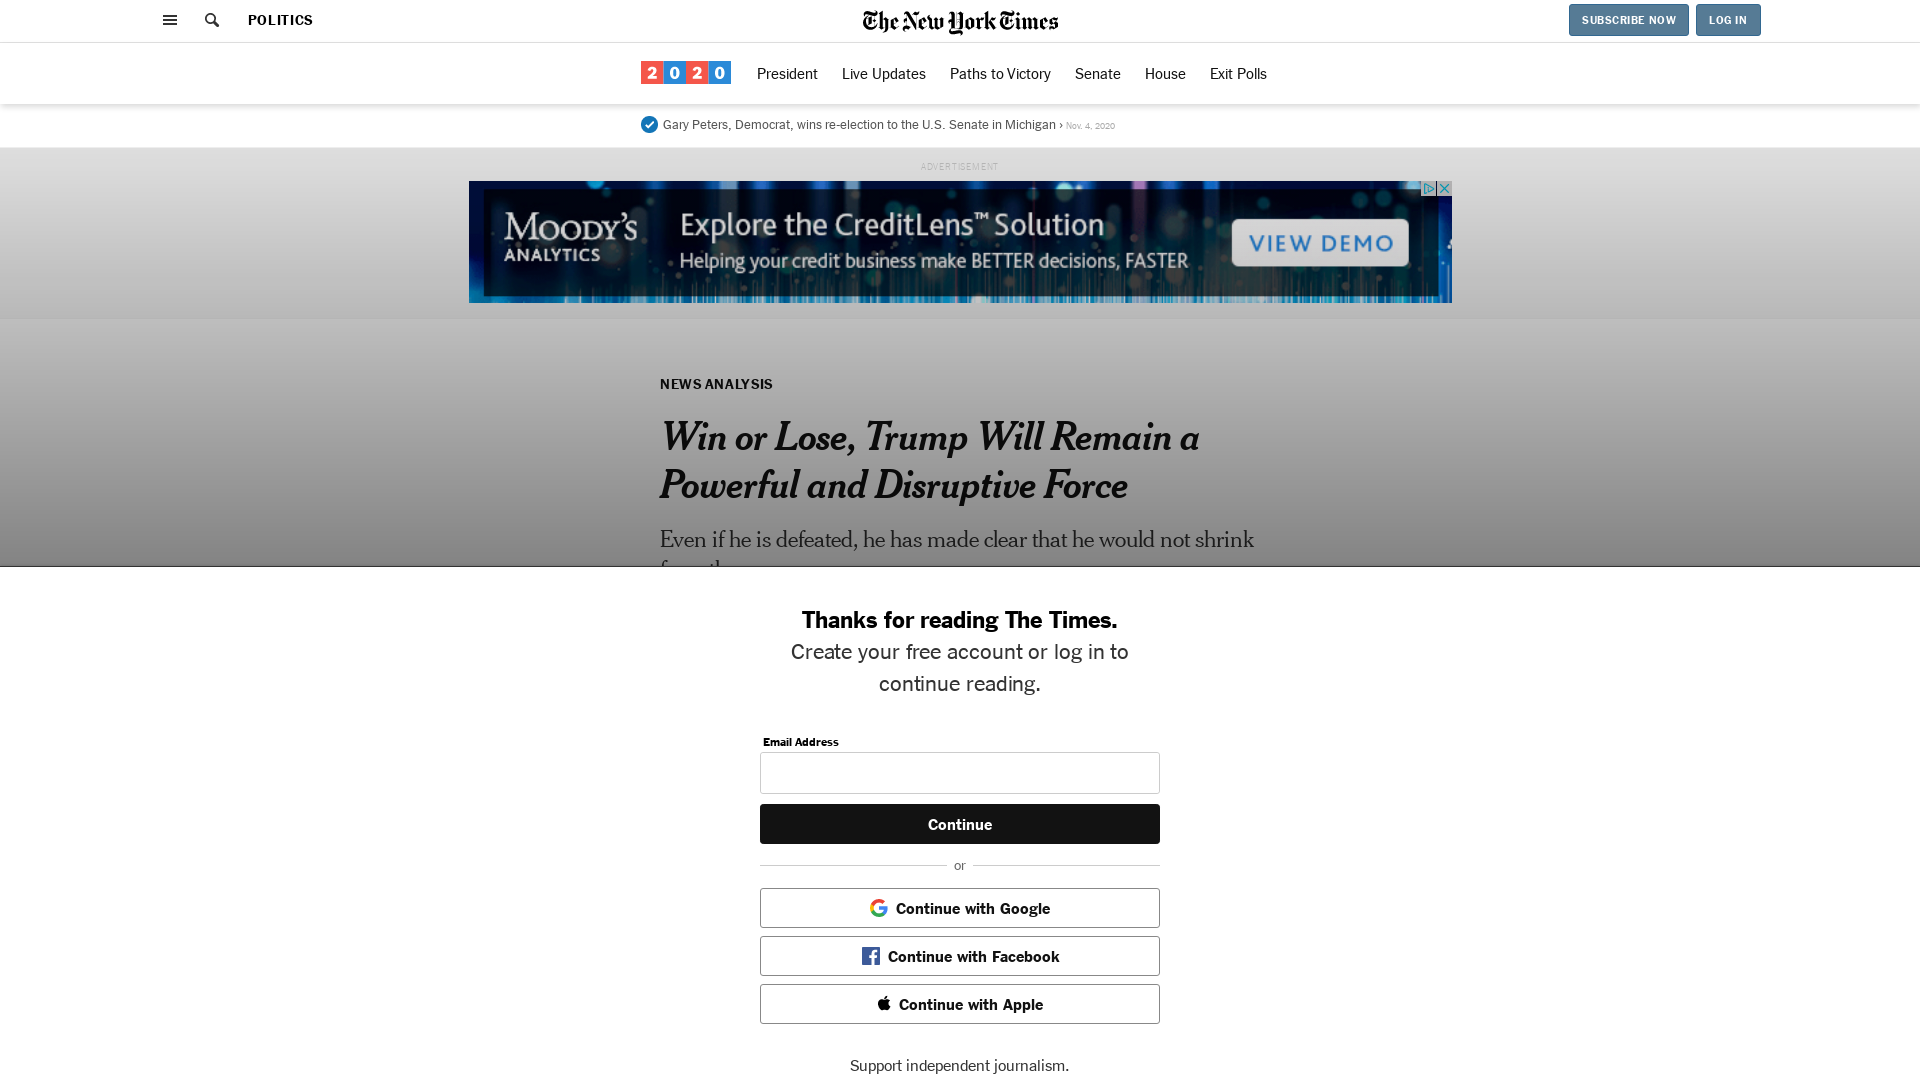 POLITICS
The New York Times
SUBSCRIBE NOW
LOG IN
2020
President
Live Updates
Paths to Victory
Senate
House
Exit Polls
Gary Peters, Democrat, wins re-election to the U.S. Senate in Michigan › Nov. 4, 2020
ADVERTISEMENT
MOODY'S
ANALYTICS
Explore the CreditLens™ Solution
Helping your credit business make BETTER decisions, FASTER
VIEW DEMO
NEWS ANALYSIS
Win or Lose, Trump Will Remain a
Powerful and Disruptive Force
Even if he is defeated, he has made clear that he would not shrink
Thanks for reading The Times.
Create your free account or log in to
continue reading.
Email Address
Continue
or
Continue with Google
Continue with Facebook
Continue with Apple
Support independent journalism.